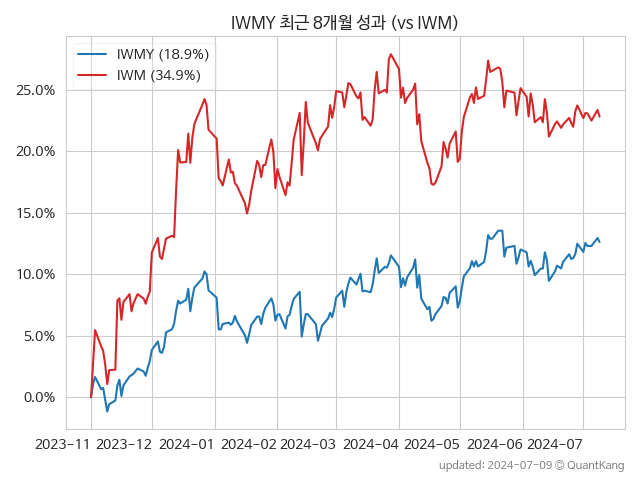 IWMY 최근 8개월 성과 (vs IWM)
IWMY (18.9%)
IWM (34.9%)
25.0%
20.0%
15.0%
10.0%
5.0%
0.0%
2023-11 2023-12 2024-01 2024-02 2024-03 2024-04 2024-05 2024-06 2024-07
updated: 2024-07-09 © QuantKang